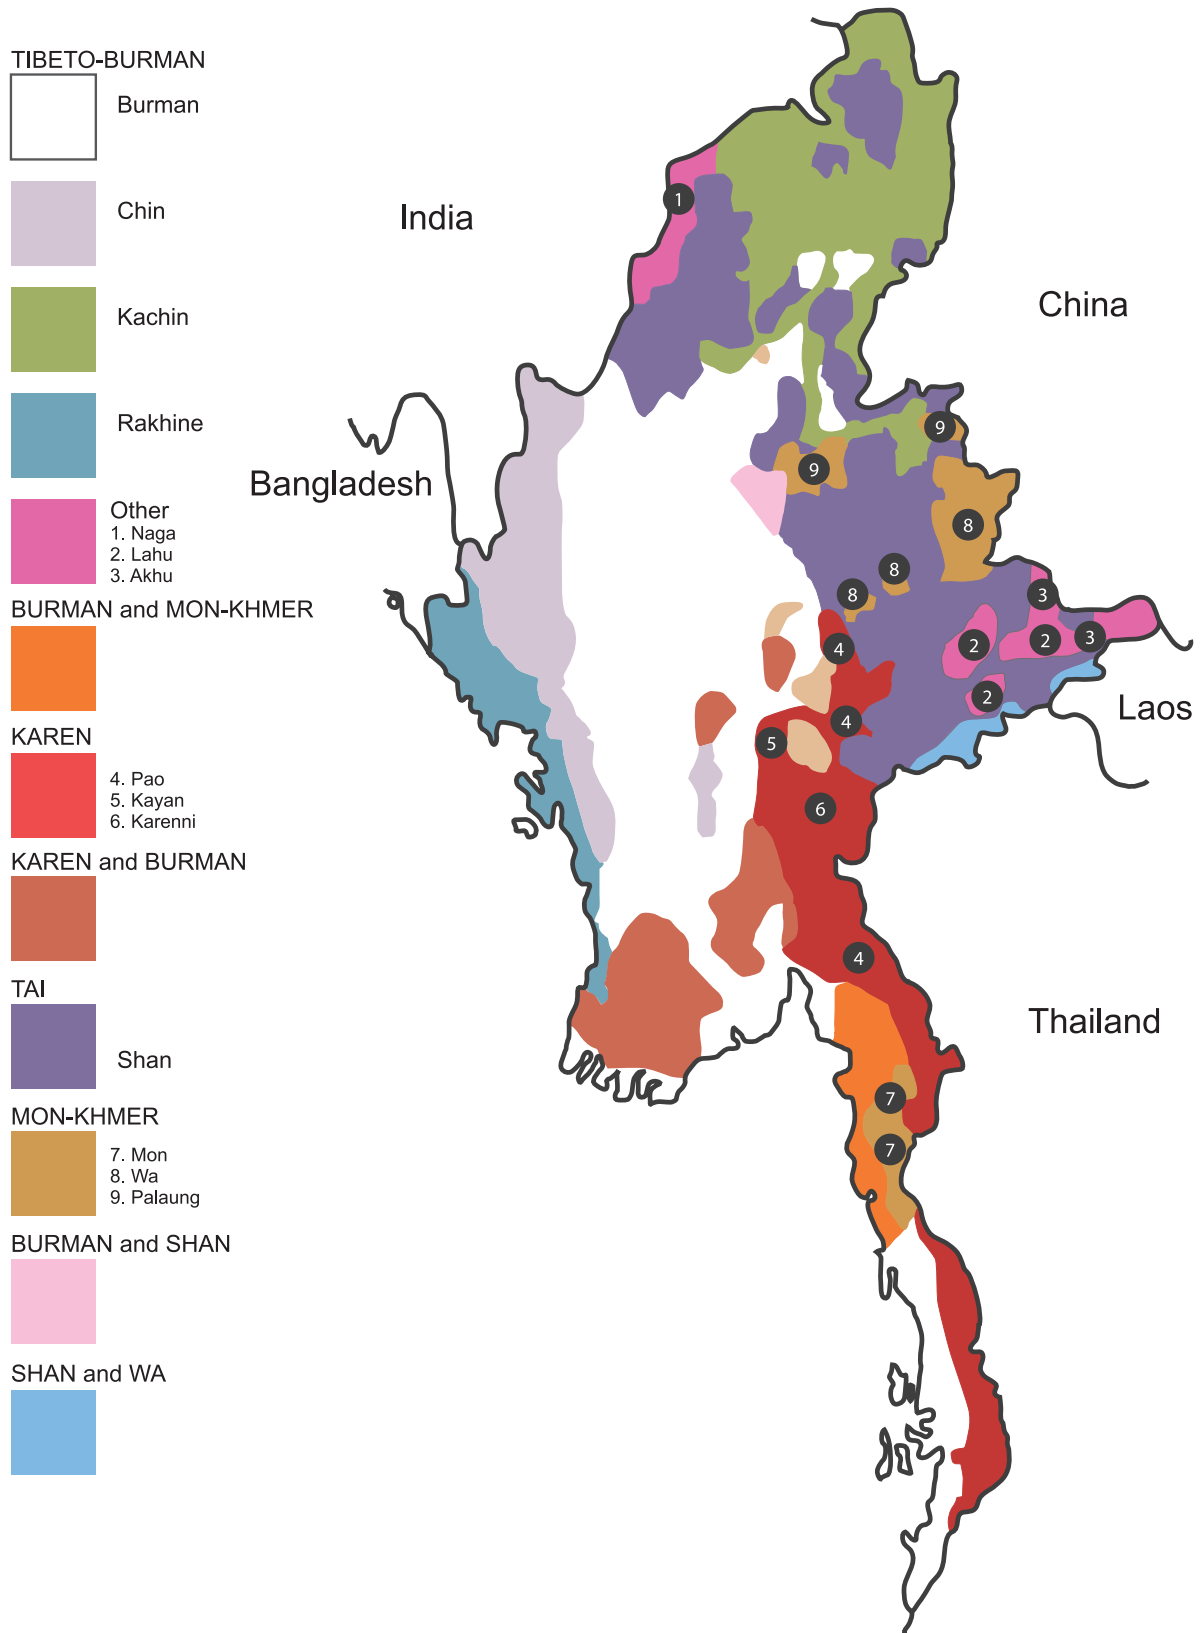 TIBETO-BURMAN
Burman
Chin
Kachin
Rakhine
Other
1. Naga
2. Lahu
3. Akhu
BURMAN and MON-KHMER
KAREN
4. Pao
5. Kayan
6. Karenni
KAREN and BURMAN
TAI
Shan
MON-KHMER
7. Mon
8. Wa
9. Palaung
BURMAN and SHAN
SHAN and WA
India
China
Bangladesh
Laos
Thailand
1
9
9
8
8
8
3
4
2
2
3
2
4
5
6
4
7
7